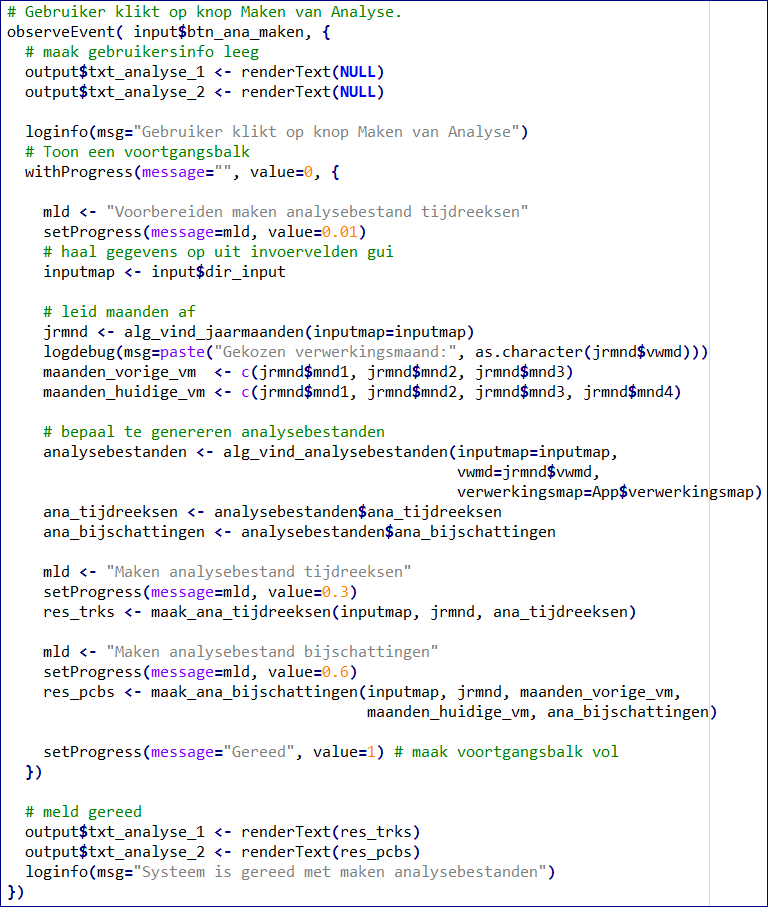 # Gebruiker klikt op knop Maken van Analyse.
observeEvent( input$btn_ana_maken, {
  # maak gebruikersinfo leeg
  output$txt_analyse_1 <- renderText(NULL)
  output$txt_analyse_2 <- renderText(NULL)

  loginfo(msg="Gebruiker klikt op knop Maken van Analyse")
  # Toon een voortgangsbalk
  withProgress(message="", value=0, {

    mld <- "Voorbereiden maken analysebestand tijdreeksen"
    setProgress(message=mld, value=0.01)
    # haal gegevens op uit invoervelden gui
    inputmap <- input$dir_input

    # leid maanden af
    jrmnd <- alg_vind_jaarmaanden(inputmap=inputmap)
    logdebug(msg=paste("Gekozen verwerkingsmaand:", as.character(jrmnd$vwmd)))
    maanden_vorige_vm  <- c(jrmnd$mnd1, jrmnd$mnd2, jrmnd$mnd3)
    maanden_huidige_vm <- c(jrmnd$mnd1, jrmnd$mnd2, jrmnd$mnd3, jrmnd$mnd4)

    # bepaal te genereren analysebestanden
    analysebestanden <- alg_vind_analysebestanden(inputmap=inputmap,
                                                  vwmd=jrmnd$vwmd,
                                                  verwerkingsmap=App$verwerkingsmap)
    ana_tijdreeksen <- analysebestanden$ana_tijdreeksen
    ana_bijschattingen <- analysebestanden$ana_bijschattingen

    mld <- "Maken analysebestand tijdreeksen"
    setProgress(message=mld, value=0.3)
    res_trks <- maak_ana_tijdreeksen(inputmap, jrmnd, ana_tijdreeksen)

    mld <- "Maken analysebestand bijschattingen"
    setProgress(message=mld, value=0.6)
    res_pcbs <- maak_ana_bijschattingen(inputmap, jrmnd, maanden_vorige_vm,
                                        maanden_huidige_vm, ana_bijschattingen)

    setProgress(message="Gereed", value=1) # maak voortgangsbalk vol
  })

  # meld gereed
  output$txt_analyse_1 <- renderText(res_trks)
  output$txt_analyse_2 <- renderText(res_pcbs)
  loginfo(msg="Systeem is gereed met maken analysebestanden")
})